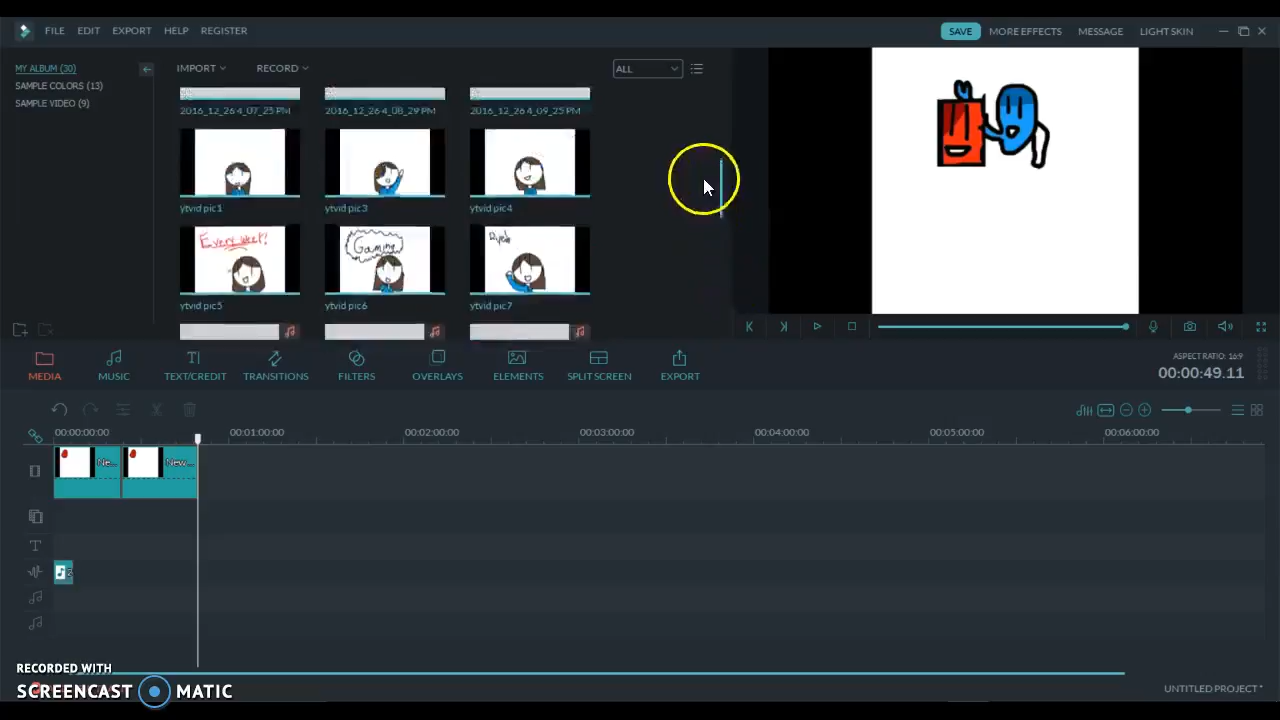 FILE EDIT EXPORT HELP REGISTER SAVE MORE EFFECTS MESSAGE LIGHT SKIN
MY ALBUM (30) IMPORT RECORD ALL
SAMPLE COLORS (13)
SAMPLE VIDEO (9)
2016_12_26 4_07_23 PM 2016_12_26 4_08_29 PM 2016_12_26 4_09_25 PM
ytvid pic1 ytvid pic3 ytvid pic4
Every week! Gaming
ytvid pic5 ytvid pic6 ytvid pic7
MEDIA MUSIC TEXT/CREDIT TRANSITIONS FILTERS OVERLAYS ELEMENTS SPLIT SCREEN EXPORT
ASPECT RATIO: 16:9
00:00:49.11
00:00:00:00 00:01:00:00 00:02:00:00 00:03:00:00 00:04:00:00 00:05:00:00 00:06:00:00
Ne... New...
RECORDED WITH
SCREENCAST MATIC
UNTITLED PROJECT *